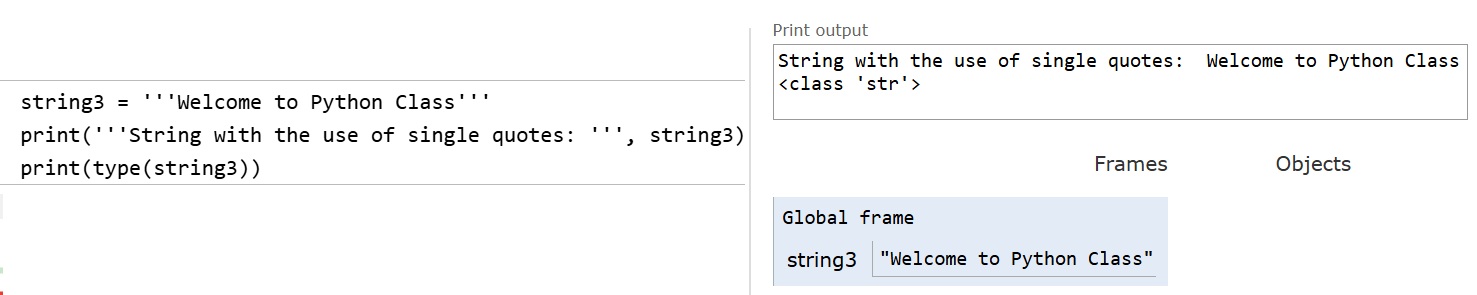 string3 = '''Welcome to Python Class'''
print('''String with the use of single quotes: ''', string3)
print(type(string3))
Print output
String with the use of single quotes:  Welcome to Python Class
<class 'str'>
Frames Objects
Global frame
string3 "Welcome to Python Class"